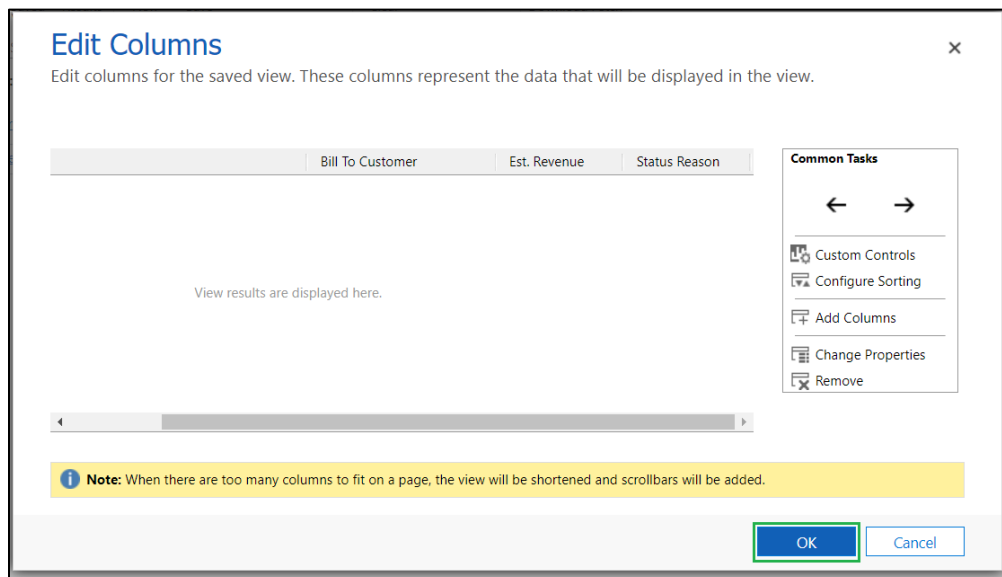 Edit Columns
Edit columns for the saved view. These columns represent the data that will be displayed in the view.
Bill To Customer Est. Revenue Status Reason
View results are displayed here.
Common Tasks
Custom Controls
Configure Sorting
Add Columns
Change Properties
Remove
Note: When there are too many columns to fit on a page, the view will be shortened and scrollbars will be added.
OK Cancel